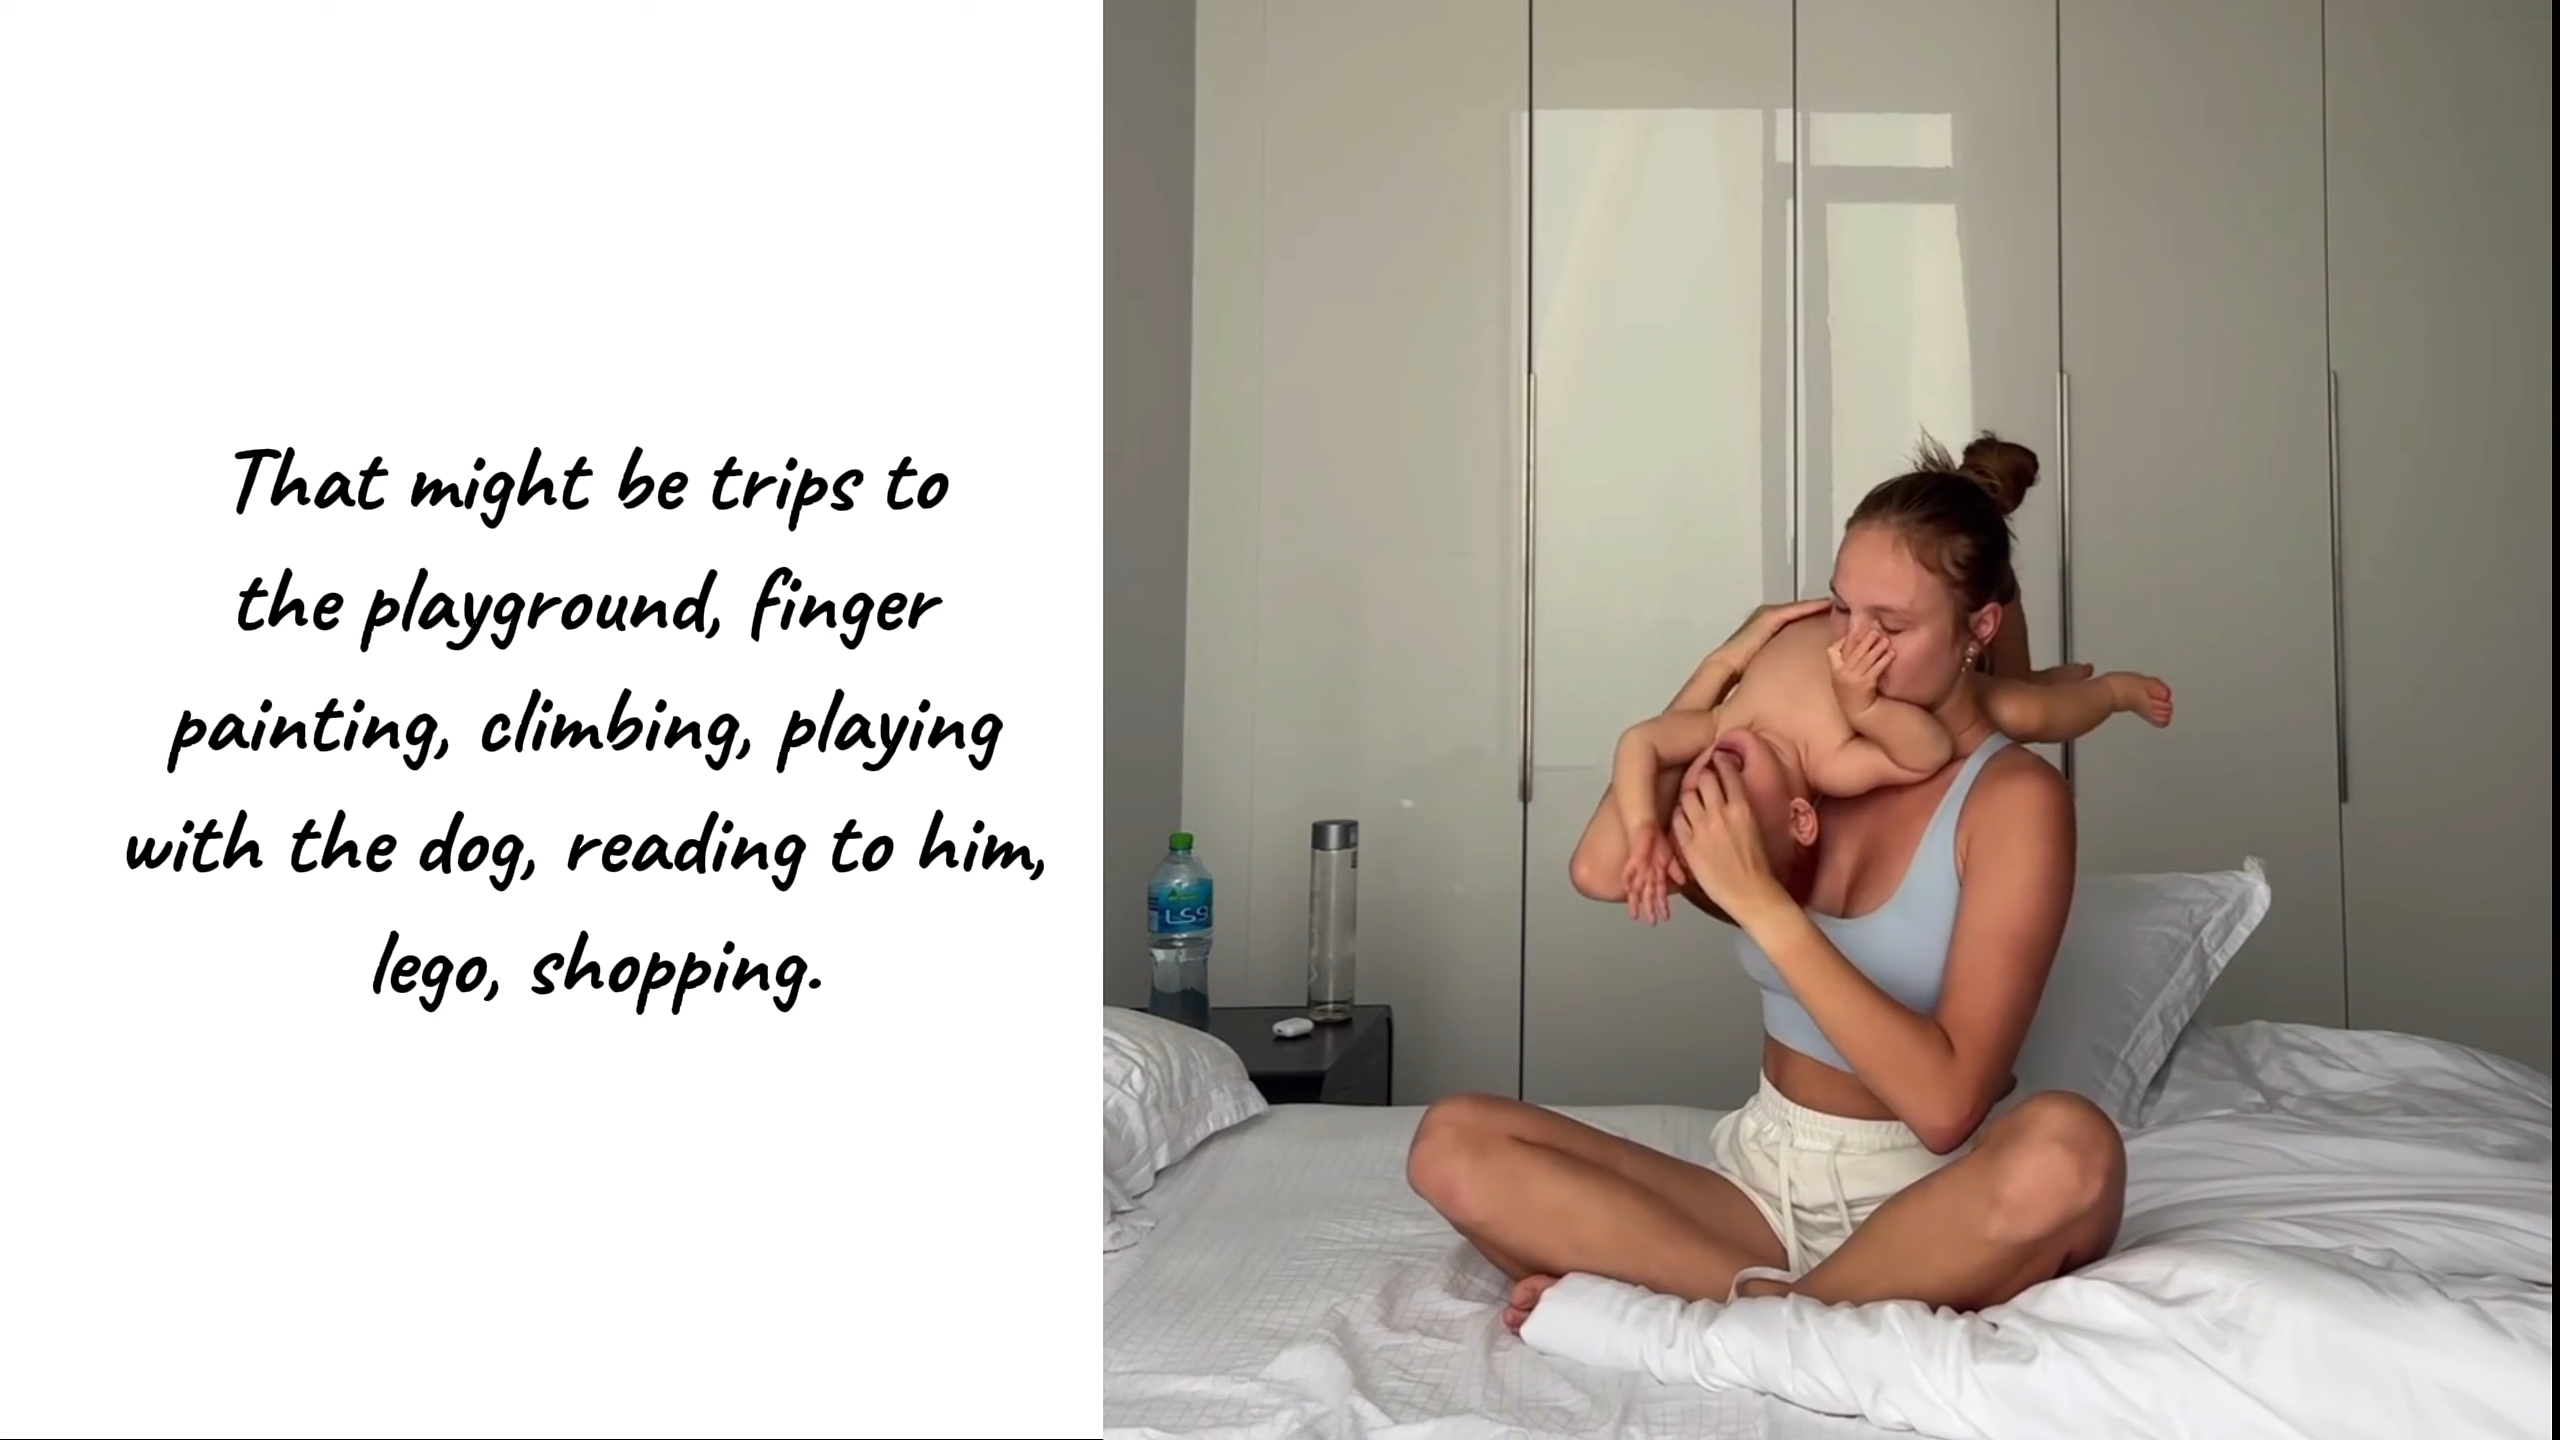 That might be trips to
the playground, finger
painting, climbing, playing
with the dog, reading to him,
lego, shopping.